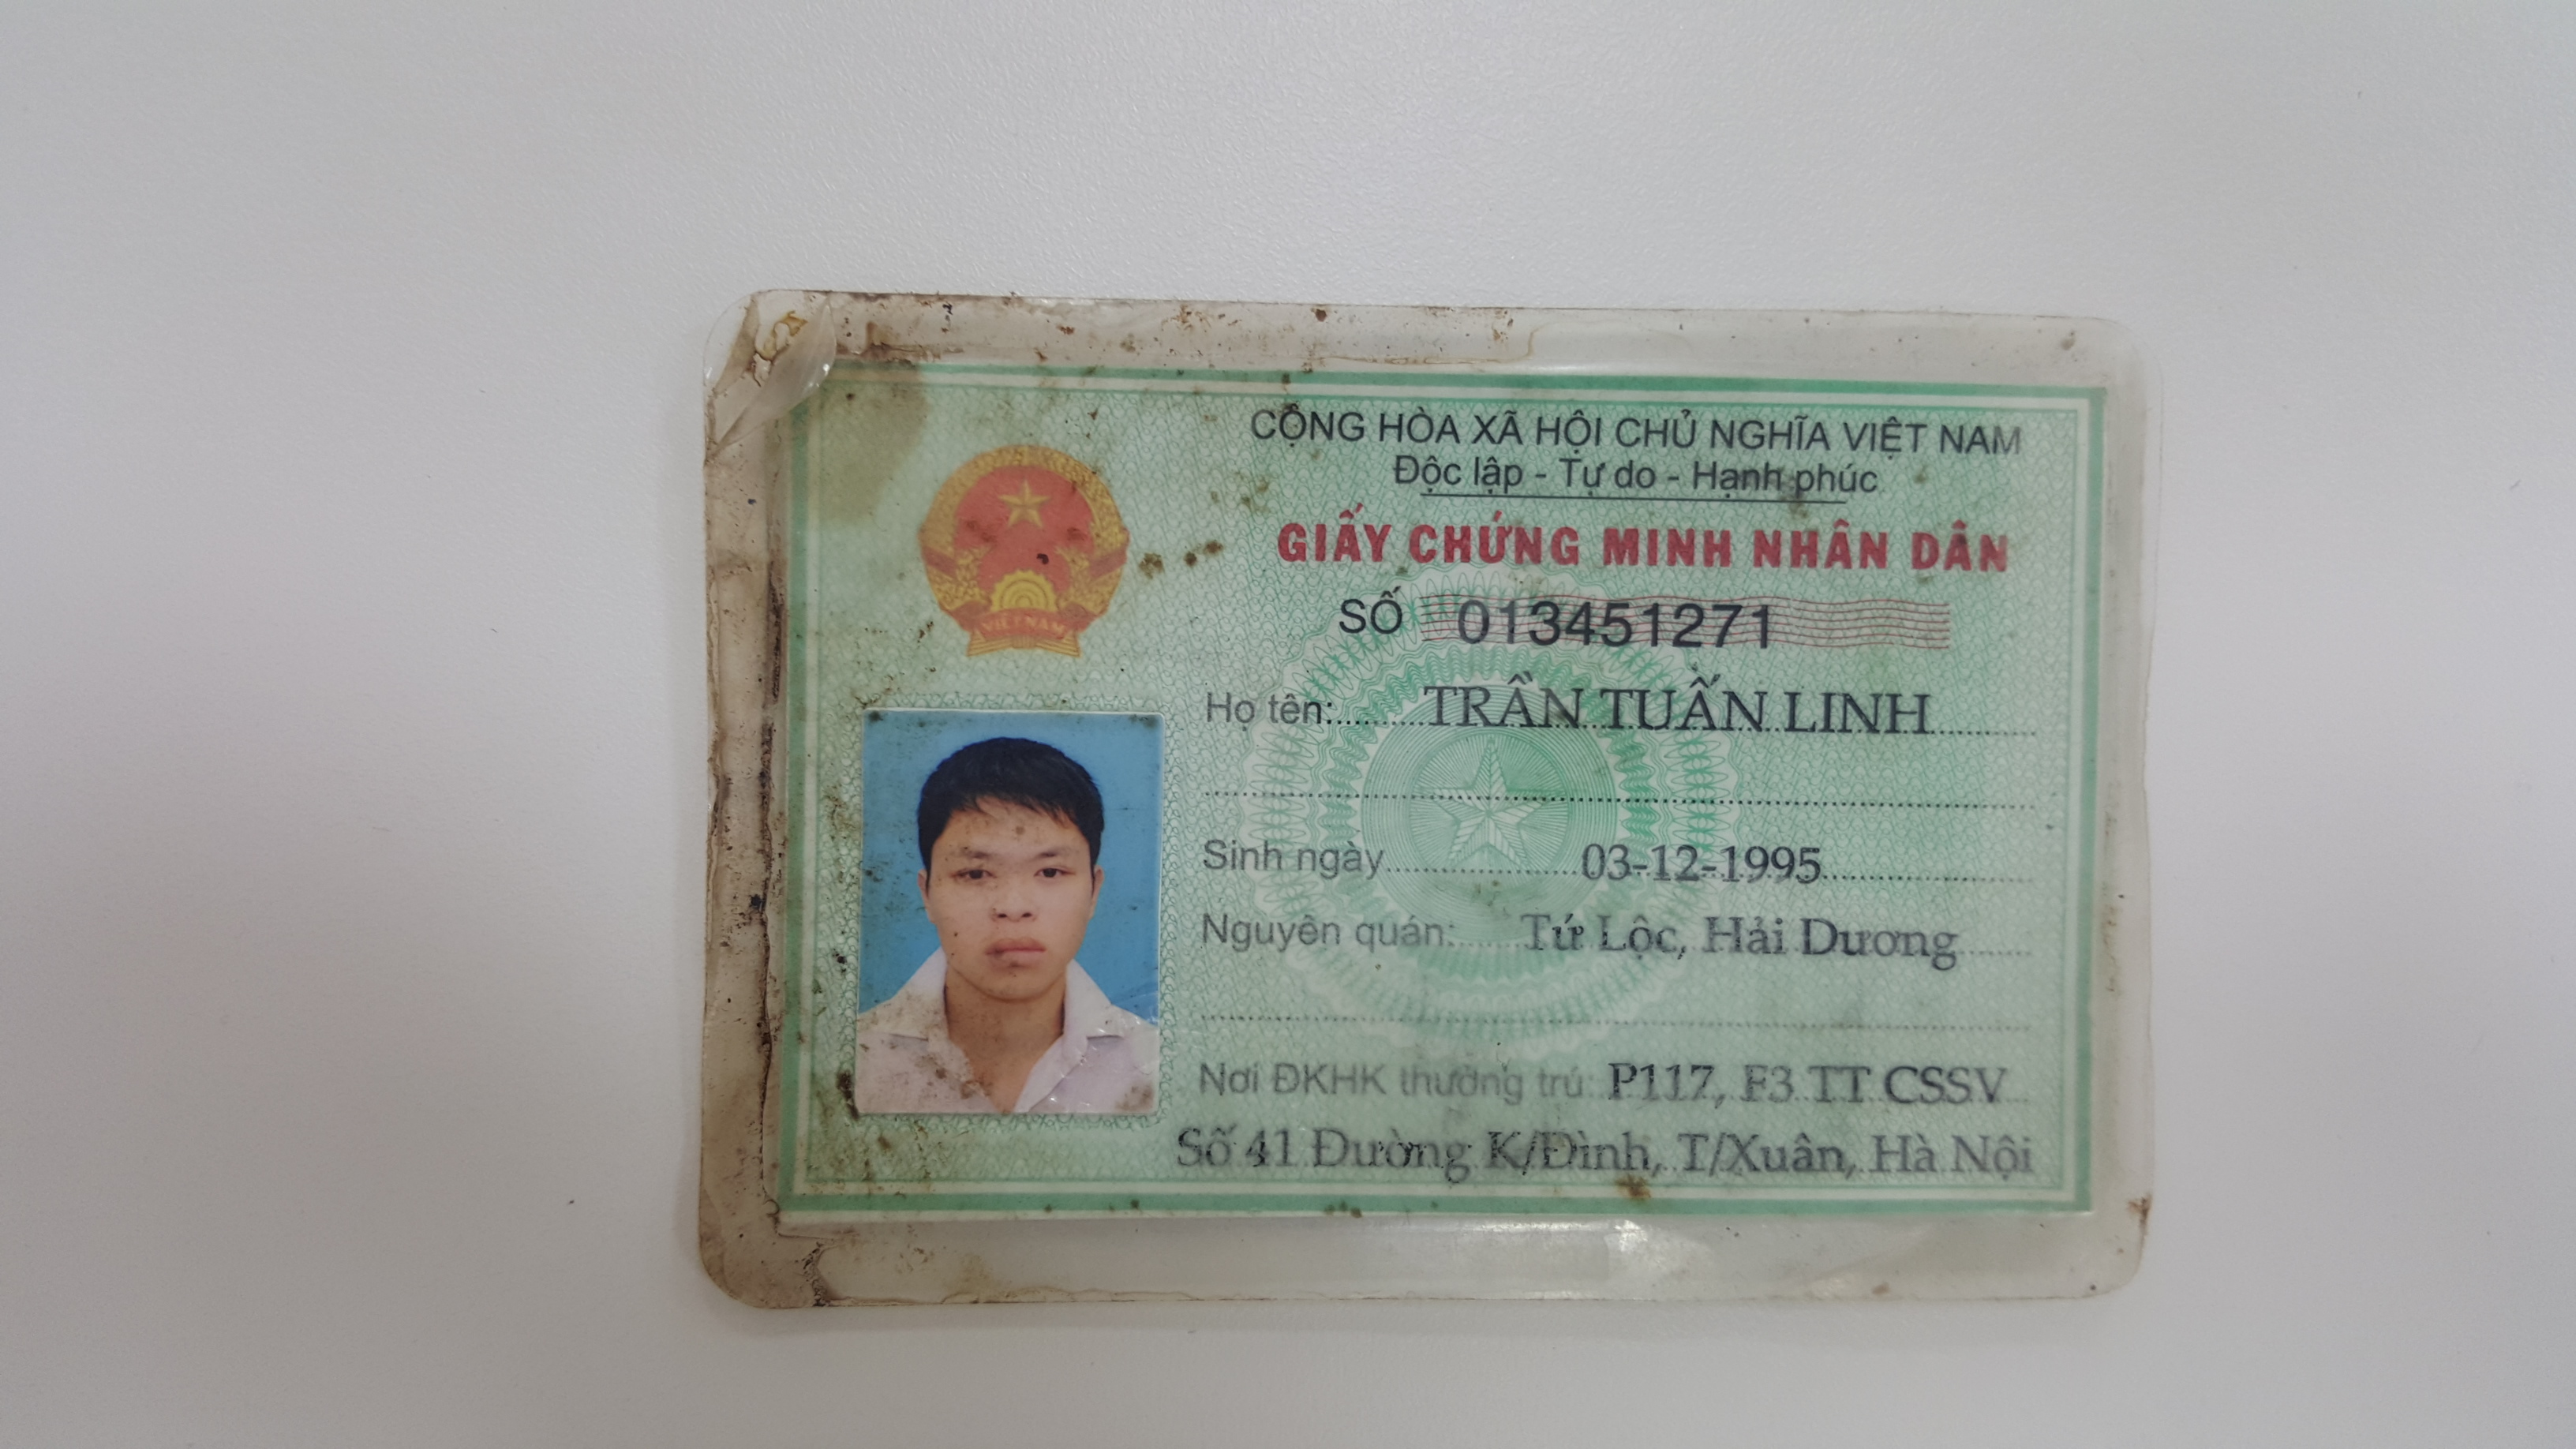 CỘNG HÒA XÃ HỘI CHỦ NGHĨA VIỆT NAM
Độc lập - Tự do - Hạnh phúc
GIẤY CHỨNG MINH NHÂN DÂN
SỐ 013451271
VIỆT NAM
Họ tên: TRẦN TUẤN LINH
Sinh ngày 03-12-1995
Nguyên quán: Tứ Lộc, Hải Dương
Nơi ĐKHK thường trú: P117, F3 TT CSSV
Số 41 Đường K/Đình, T/Xuân, Hà Nội